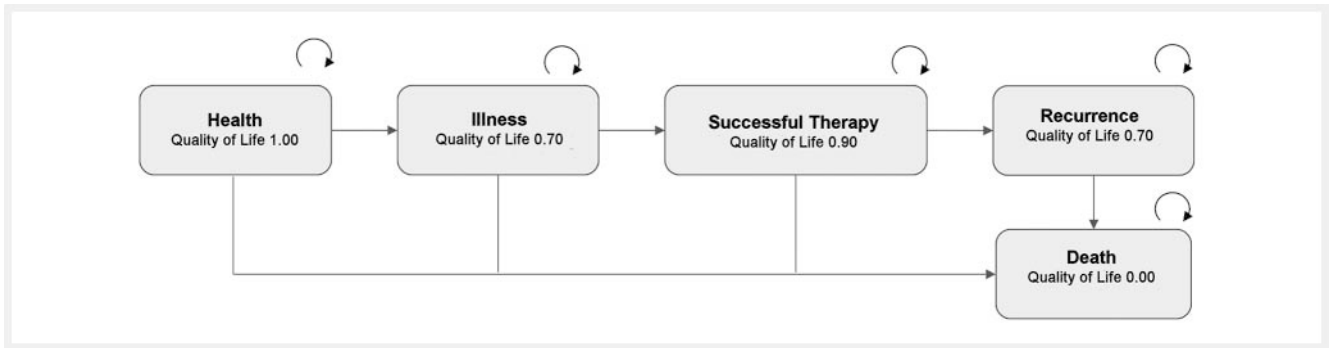 Health
Quality of Life 1.00
Illness
Quality of Life 0.70
Successful Therapy
Quality of Life 0.90
Recurrence
Quality of Life 0.70
Death
Quality of Life 0.00